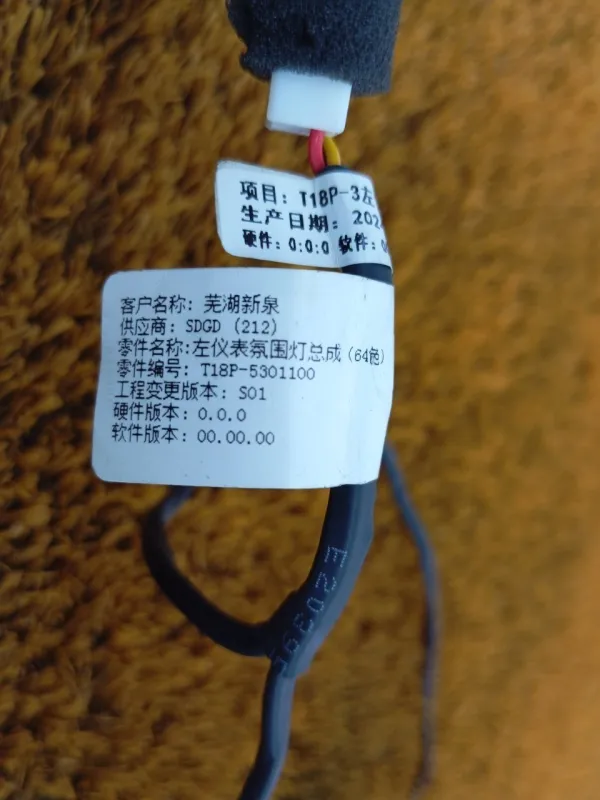 项目: T18P-3左
生产日期: 202
硬件: 0:0:0 软件: 0
客户名称: 芜湖新泉
供应商: SDGD (212)
零件名称:左仪表氛围灯总成(64色)
零件编号: T18P-5301100
工程变更版本: S01
硬件版本: 0.0.0
软件版本: 00.00.00